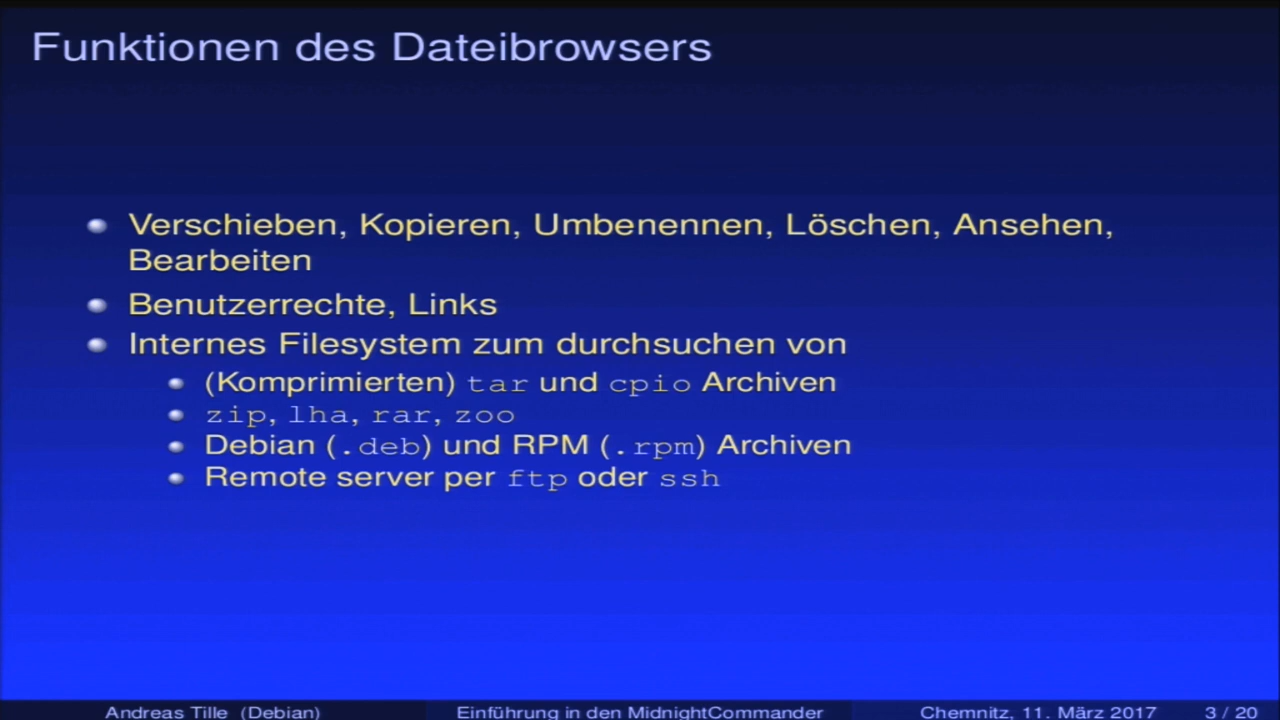 Funktionen des Dateibrowsers
Verschieben, Kopieren, Umbenennen, Löschen, Ansehen,
Bearbeiten
Benutzerrechte, Links
Internes Filesystem zum durchsuchen von
(Komprimierten) tar und cpio Archiven
zip, lha, rar, zoo
Debian (.deb) und RPM (.rpm) Archiven
Remote server per ftp oder ssh
Andreas Tille (Debian) Einführung in den MidnightCommander Chemnitz, 11. März 2017 3 / 20